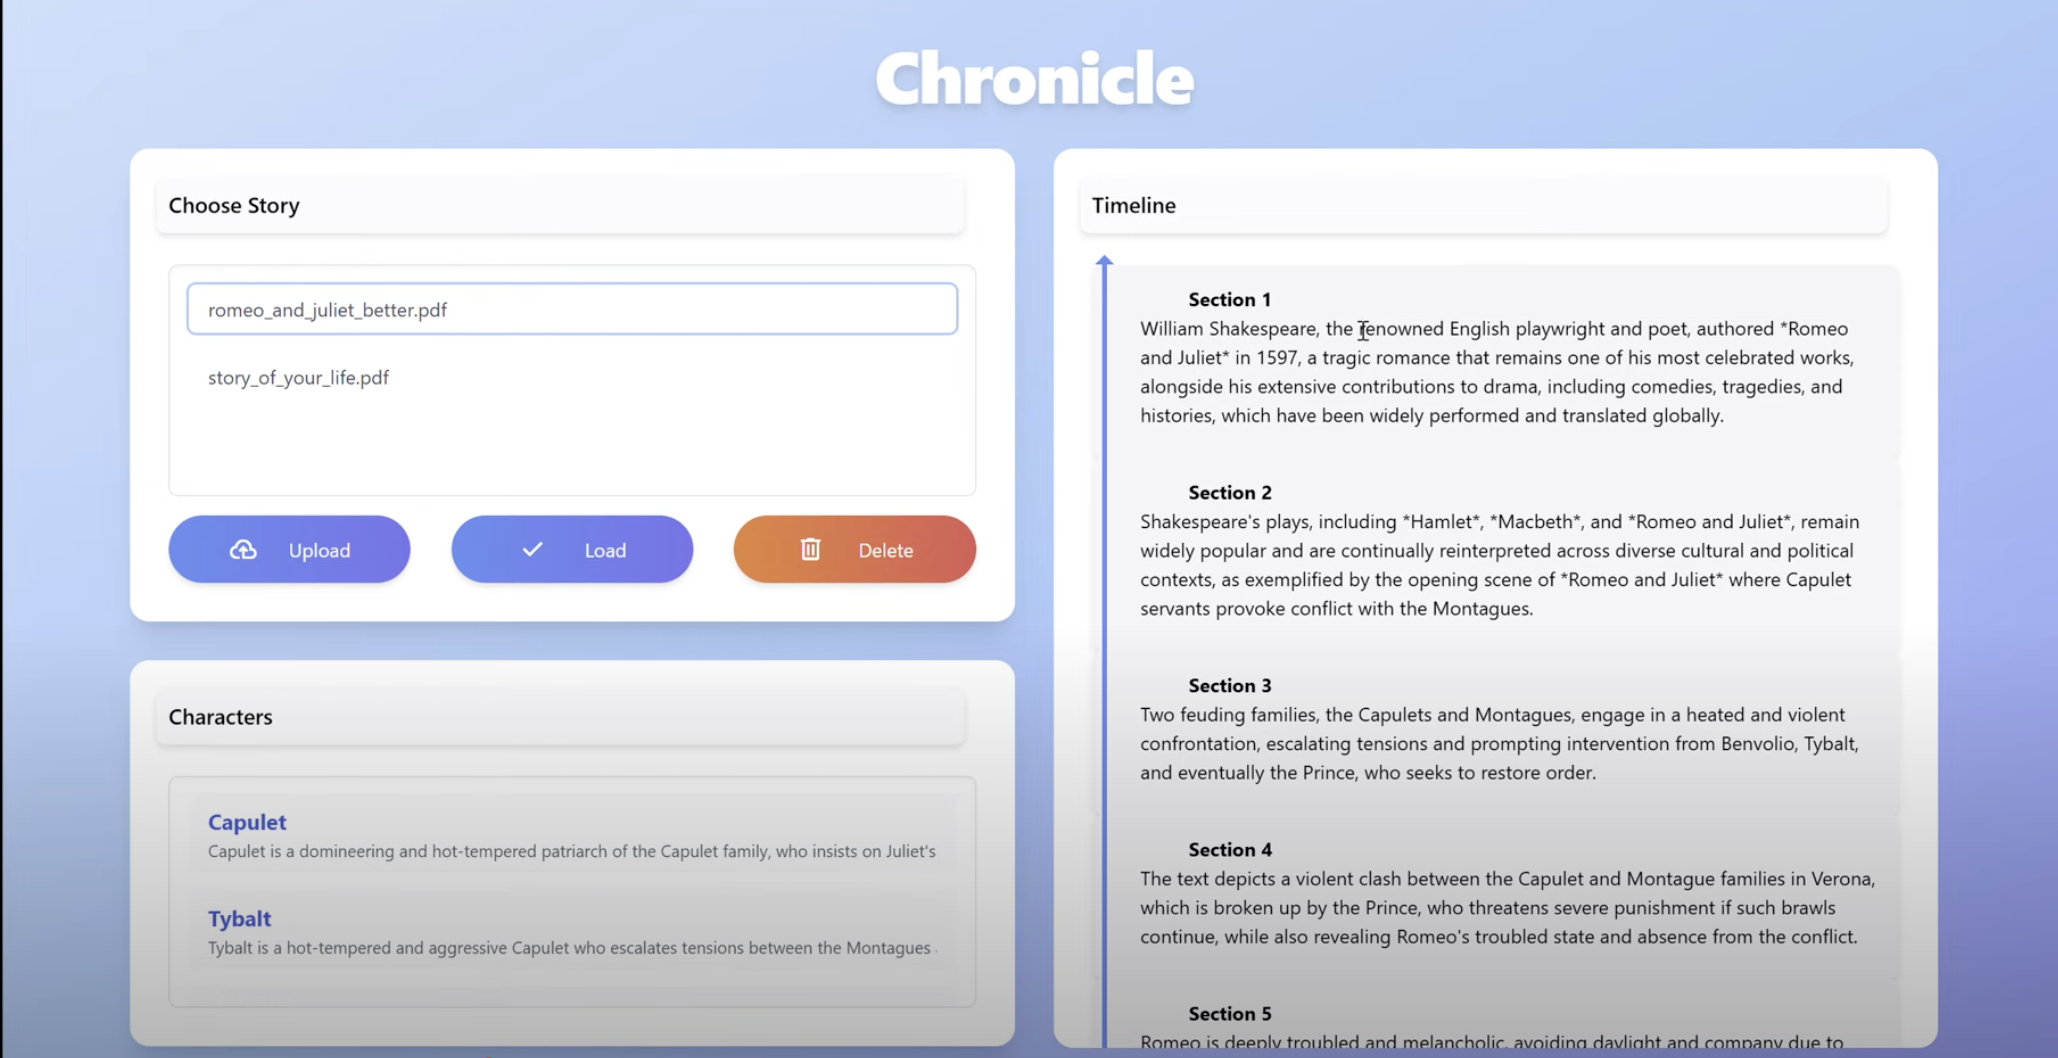 Chronicle
Choose Story
romeo_and_juliet_better.pdf
story_of_your_life.pdf
Upload
Load
Delete
Characters
Capulet
Capulet is a domineering and hot-tempered patriarch of the Capulet family, who insists on Juliet's
Tybalt
Tybalt is a hot-tempered and aggressive Capulet who escalates tensions between the Montagues
Timeline
Section 1
William Shakespeare, the renowned English playwright and poet, authored *Romeo
and Juliet* in 1597, a tragic romance that remains one of his most celebrated works,
alongside his extensive contributions to drama, including comedies, tragedies, and
histories, which have been widely performed and translated globally.
Section 2
Shakespeare's plays, including *Hamlet*, *Macbeth*, and *Romeo and Juliet*, remain
widely popular and are continually reinterpreted across diverse cultural and political
contexts, as exemplified by the opening scene of *Romeo and Juliet* where Capulet
servants provoke conflict with the Montagues.
Section 3
Two feuding families, the Capulets and Montagues, engage in a heated and violent
confrontation, escalating tensions and prompting intervention from Benvolio, Tybalt,
and eventually the Prince, who seeks to restore order.
Section 4
The text depicts a violent clash between the Capulet and Montague families in Verona,
which is broken up by the Prince, who threatens severe punishment if such brawls
continue, while also revealing Romeo's troubled state and absence from the conflict.
Section 5
Romeo is deeply troubled and melancholic, avoiding daylight and company due to